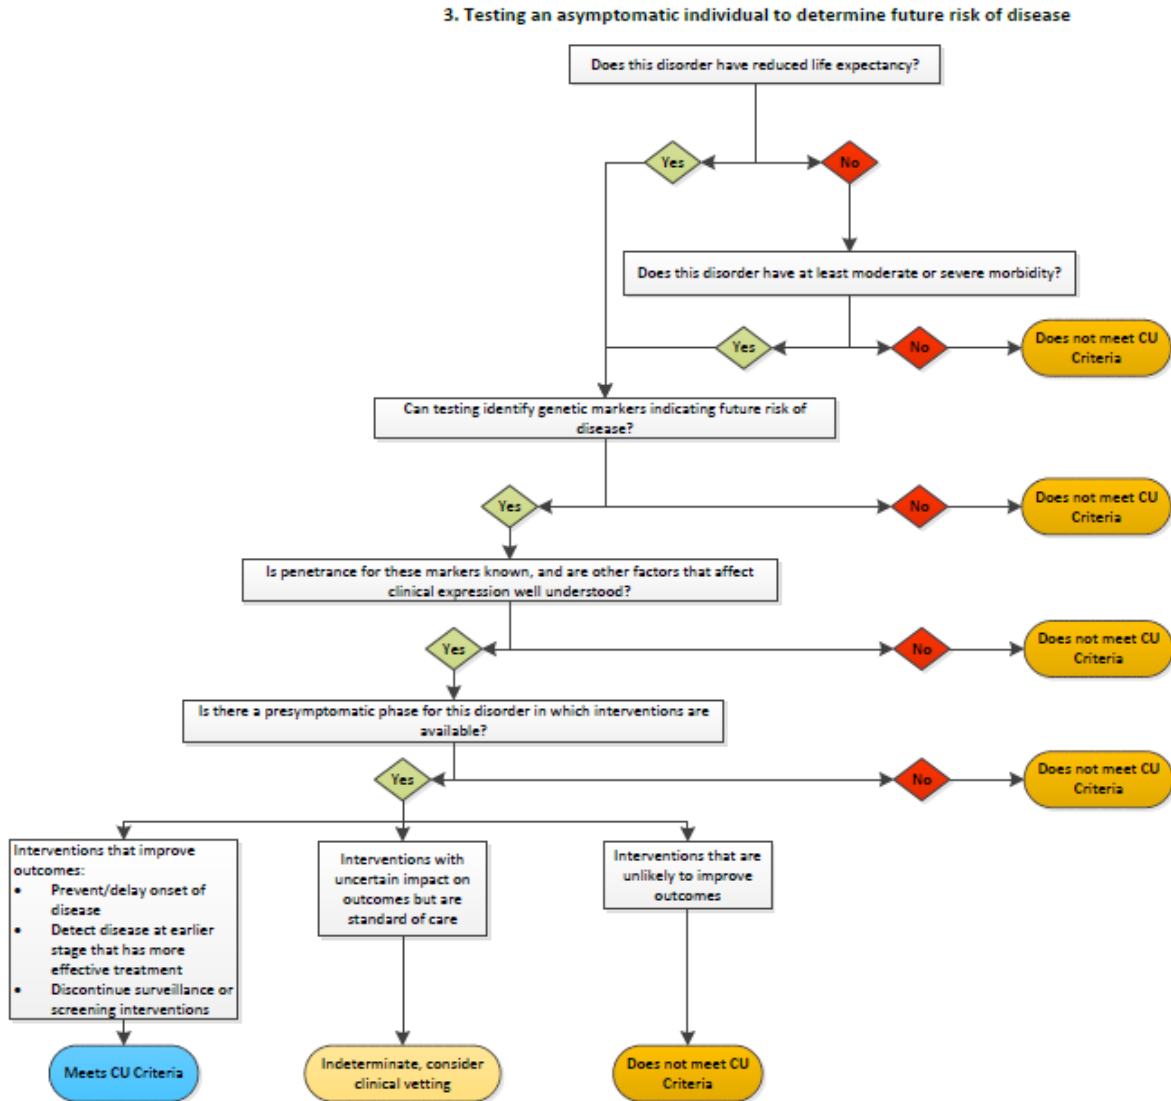 3. Testing an asymptomatic individual to determine future risk of disease
Does this disorder have reduced life expectancy?
Yes
No
Does this disorder have at least moderate or severe morbidity?
Yes
No
Does not meet CU
Criteria
Can testing identify genetic markers indicating future risk of
disease?
Yes
No
Does not meet CU
Criteria
Is penetrance for these markers known, and are other factors that affect
clinical expression well understood?
Yes
No
Does not meet CU
Criteria
Is there a presymptomatic phase for this disorder in which interventions are
available?
Yes
No
Does not meet CU
Criteria
Interventions that improve
outcomes:
• Prevent/delay onset of
disease
• Detect disease at earlier
stage that has more
effective treatment
• Discontinue surveillance or
screening interventions
Interventions with
uncertain impact on
outcomes but are
standard of care
Interventions that are
unlikely to improve
outcomes
Meets CU Criteria
Indeterminate, consider
clinical vetting
Does not meet CU
Criteria